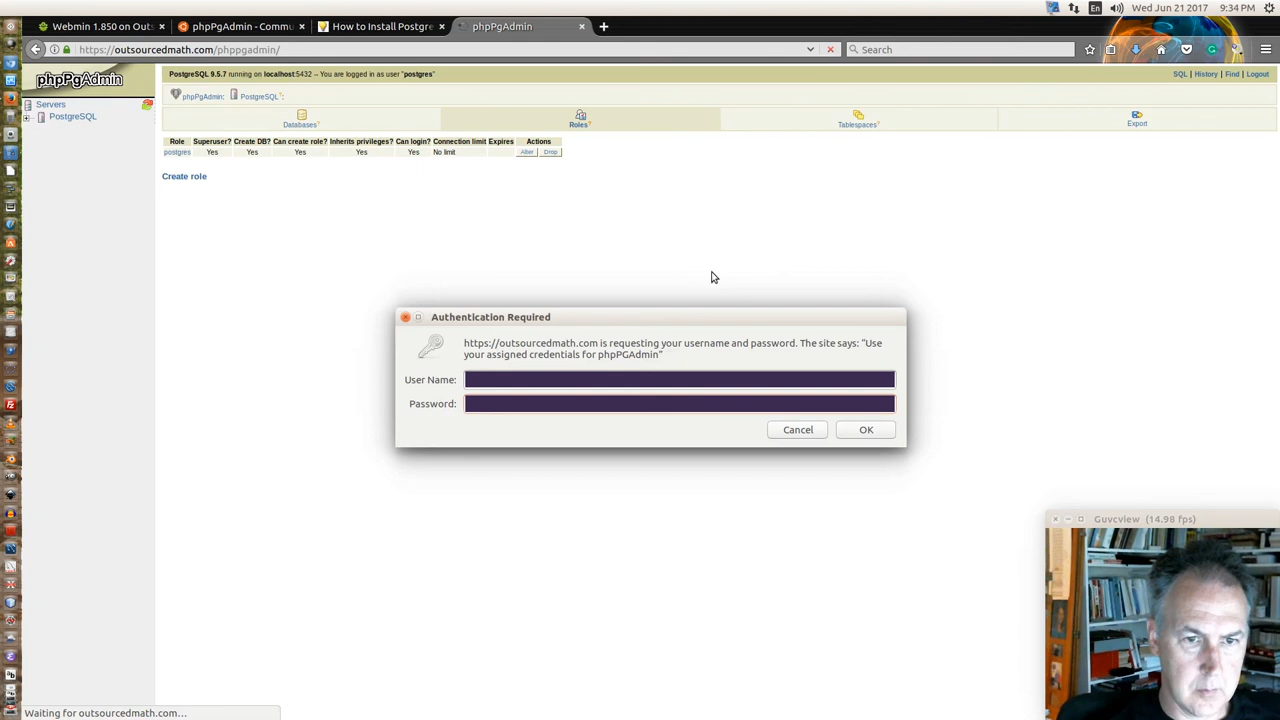 En
Wed Jun 21 2017
9:34 PM
Webmin 1.850 on Outs
phpPgAdmin - Commu
How to Install Postgre
phpPgAdmin
https://outsourcedmath.com/phppgadmin/
Search
phpPgAdmin
PostgreSQL 9.5.7 running on localhost:5432 – You are logged in as user "postgres"
SQL | History | Find | Logout
phpPgAdmin: PostgreSQL?:
Servers
PostgreSQL
Databases?
Roles?
Tablespaces?
Export
Role Superuser? Create DB? Can create role? Inherits privileges? Can login? Connection limit Expires Actions
postgres Yes Yes Yes Yes Yes No limit Alter Drop
Create role
Authentication Required
https://outsourcedmath.com is requesting your username and password. The site says: “Use
your assigned credentials for phpPGAdmin”
User Name:
Password:
Cancel
OK
Guvcview (14.98 fps)
Waiting for outsourcedmath.com...